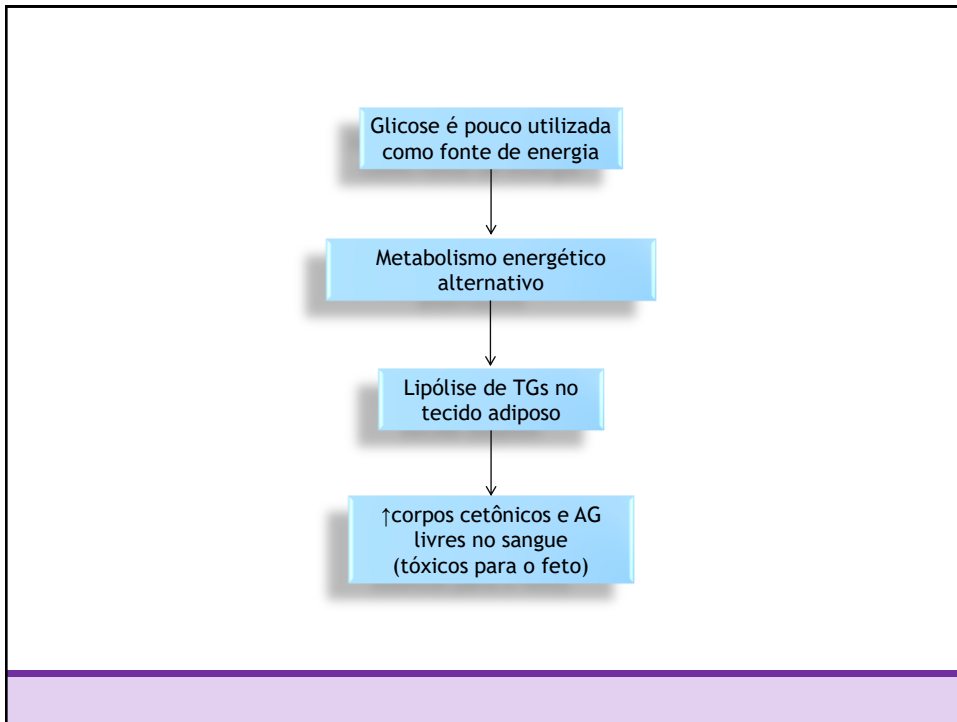 Glicose é pouco utilizada
como fonte de energia
Metabolismo energético
alternativo
Lipólise de TGs no
tecido adiposo
↑corpos cetônicos e AG
livres no sangue
(tóxicos para o feto)